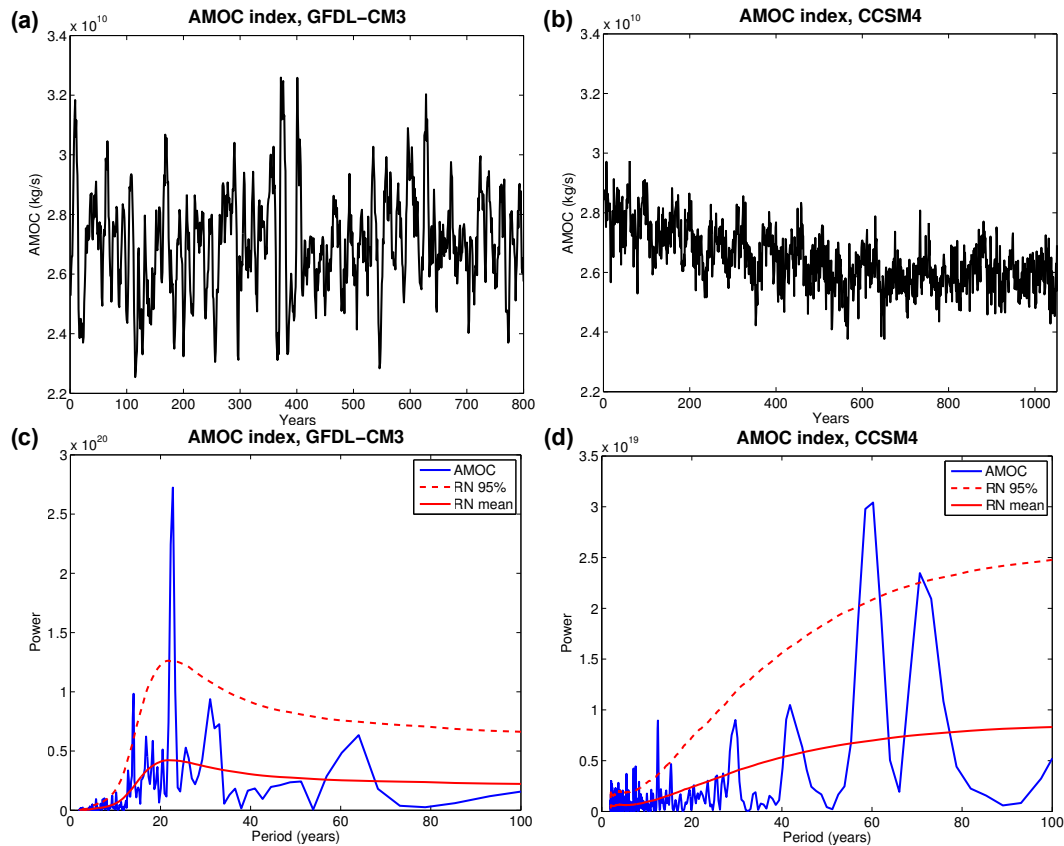 (a)
AMOC index, GFDL−CM3
x 10^10
3.4
3.2
3
2.8
2.6
2.4
2.2
AMOC (kg/s)
0 100 200 300 400 500 600 700 800
Years
(b)
AMOC index, CCSM4
x 10^10
3.4
3.2
3
2.8
2.6
2.4
2.2
AMOC (kg/s)
0 200 400 600 800 1000
Years
(c)
AMOC index, GFDL−CM3
x 10^20
3
2.5
2
1.5
1
0.5
0
Power
AMOC
RN 95%
RN mean
0 20 40 60 80 100
Period (years)
(d)
AMOC index, CCSM4
x 10^19
3.5
3
2.5
2
1.5
1
0.5
0
Power
AMOC
RN 95%
RN mean
0 20 40 60 80 100
Period (years)